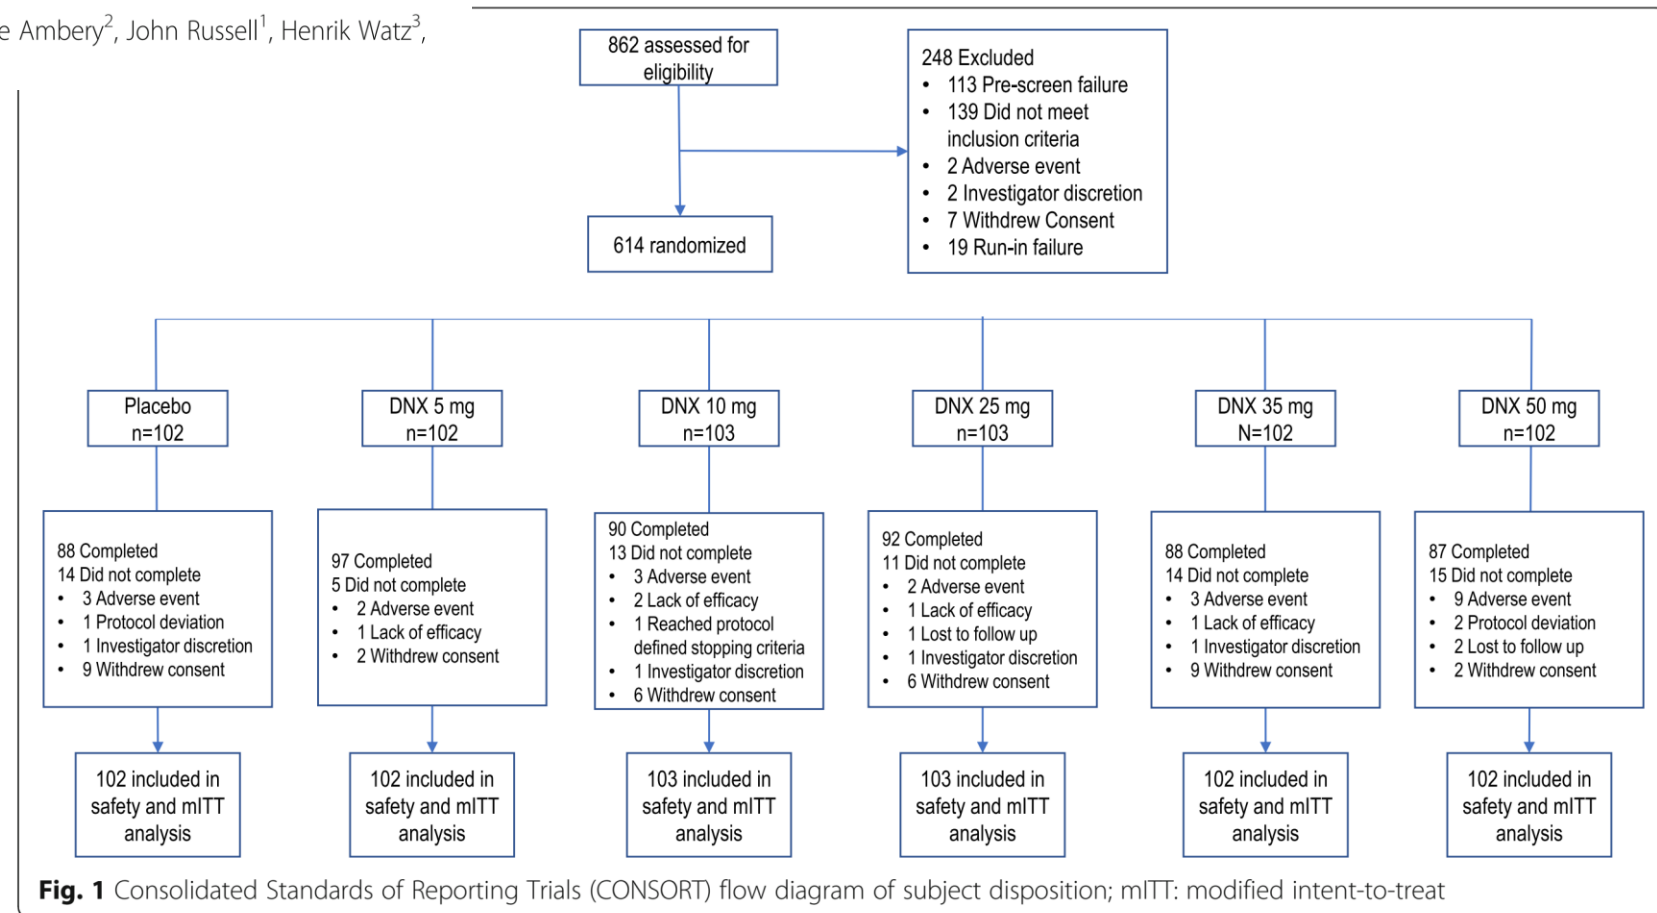 e Ambery2, John Russell1, Henrik Watz3,
862 assessed for
eligibility
248 Excluded
• 113 Pre-screen failure
• 139 Did not meet
inclusion criteria
• 2 Adverse event
• 2 Investigator discretion
• 7 Withdrew Consent
• 19 Run-in failure
614 randomized
Placebo
n=102
DNX 5 mg
n=102
DNX 10 mg
n=103
DNX 25 mg
n=103
DNX 35 mg
N=102
DNX 50 mg
n=102
88 Completed
14 Did not complete
• 3 Adverse event
• 1 Protocol deviation
• 1 Investigator discretion
• 9 Withdrew consent
97 Completed
5 Did not complete
• 2 Adverse event
• 1 Lack of efficacy
• 2 Withdrew consent
90 Completed
13 Did not complete
• 3 Adverse event
• 2 Lack of efficacy
• 1 Reached protocol
defined stopping criteria
• 1 Investigator discretion
• 6 Withdrew consent
92 Completed
11 Did not complete
• 2 Adverse event
• 1 Lack of efficacy
• 1 Lost to follow up
• 1 Investigator discretion
• 6 Withdrew consent
88 Completed
14 Did not complete
• 3 Adverse event
• 1 Lack of efficacy
• 1 Investigator discretion
• 9 Withdrew consent
87 Completed
15 Did not complete
• 9 Adverse event
• 2 Protocol deviation
• 2 Lost to follow up
• 2 Withdrew consent
102 included in
safety and mITT
analysis
102 included in
safety and mITT
analysis
103 included in
safety and mITT
analysis
103 included in
safety and mITT
analysis
102 included in
safety and mITT
analysis
102 included in
safety and mITT
analysis
Fig. 1 Consolidated Standards of Reporting Trials (CONSORT) flow diagram of subject disposition; mITT: modified intent-to-treat